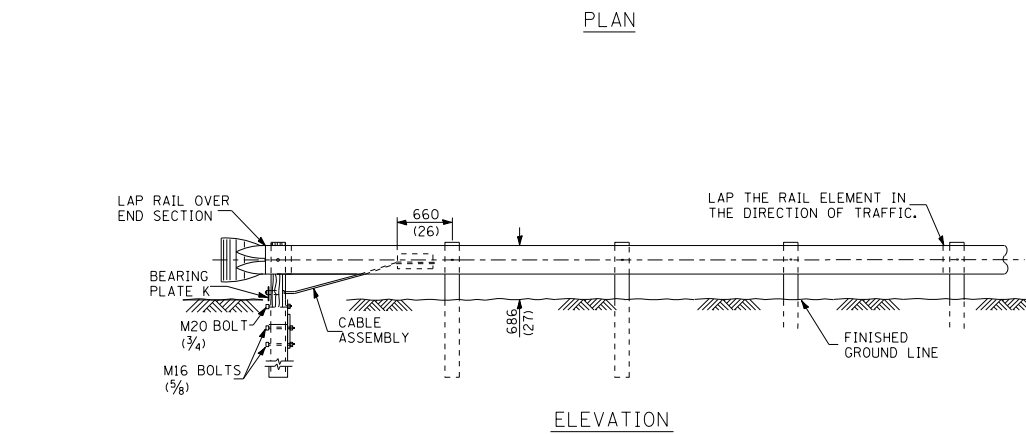 PLAN
LAP RAIL OVER
END SECTION
660
(26)
LAP THE RAIL ELEMENT IN
THE DIRECTION OF TRAFFIC.
BEARING
PLATE K
M20 BOLT
(3/4)
M16 BOLTS
(5/8)
CABLE
ASSEMBLY
686
(27)
FINISHED
GROUND LINE
ELEVATION